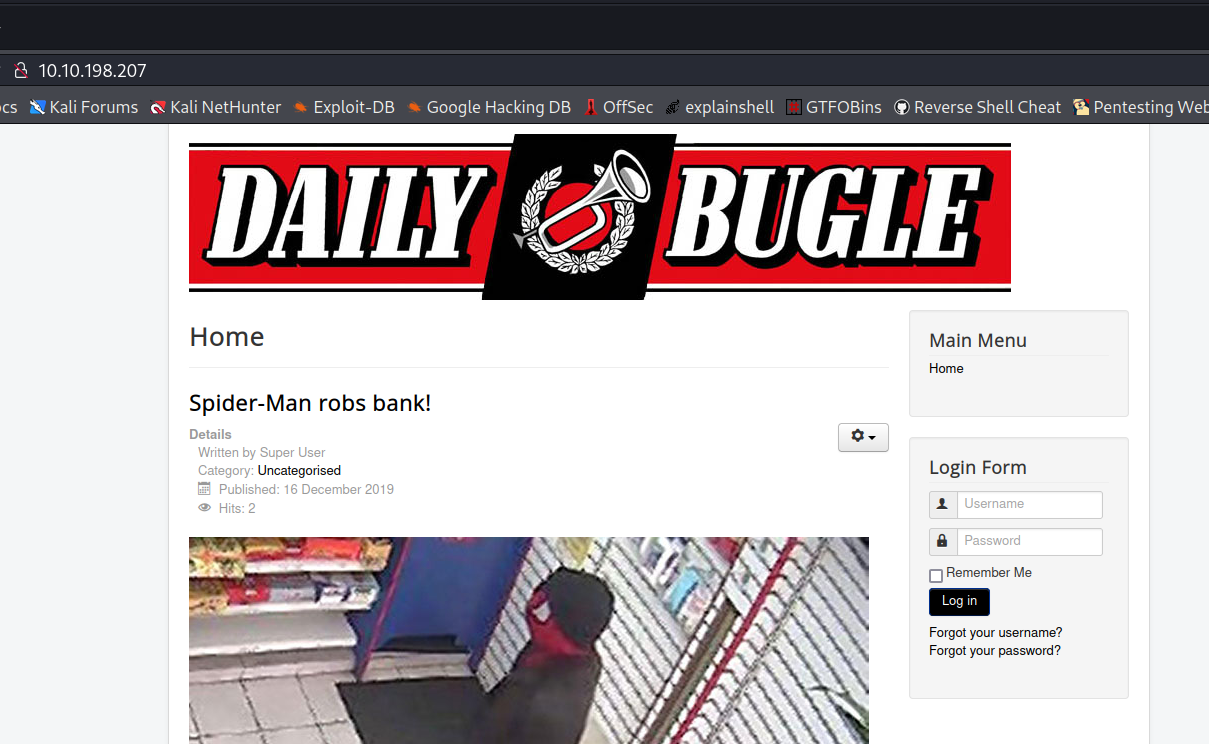 10.10.198.207
ocs Kali Forums Kali NetHunter Exploit-DB Google Hacking DB OffSec explainshell GTFOBins Reverse Shell Cheat Pentesting Web
DAILY BUGLE
Home
Spider-Man robs bank!
Details
Written by Super User
Category: Uncategorised
Published: 16 December 2019
Hits: 2
Main Menu
Home
Login Form
Username
Password
Remember Me
Log in
Forgot your username?
Forgot your password?